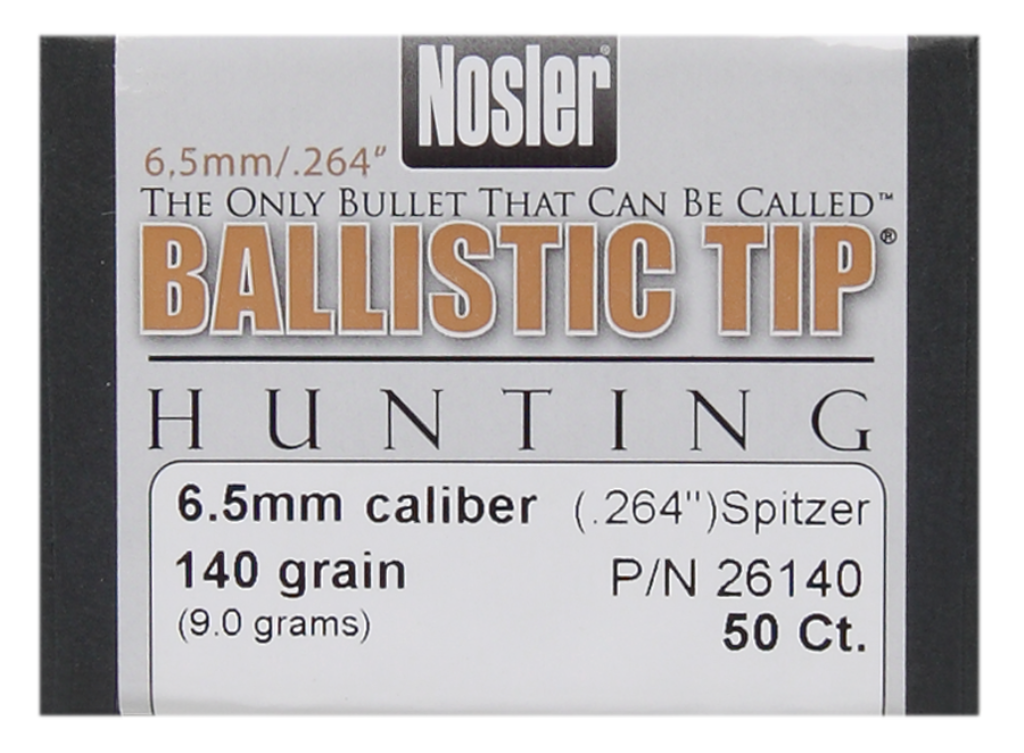 Nosler®
6,5mm/.264"
THE ONLY BULLET THAT CAN BE CALLED™
BALLISTIC TIP®
HUNTING
6.5mm caliber (.264")Spitzer
140 grain P/N 26140
(9.0 grams) 50 Ct.